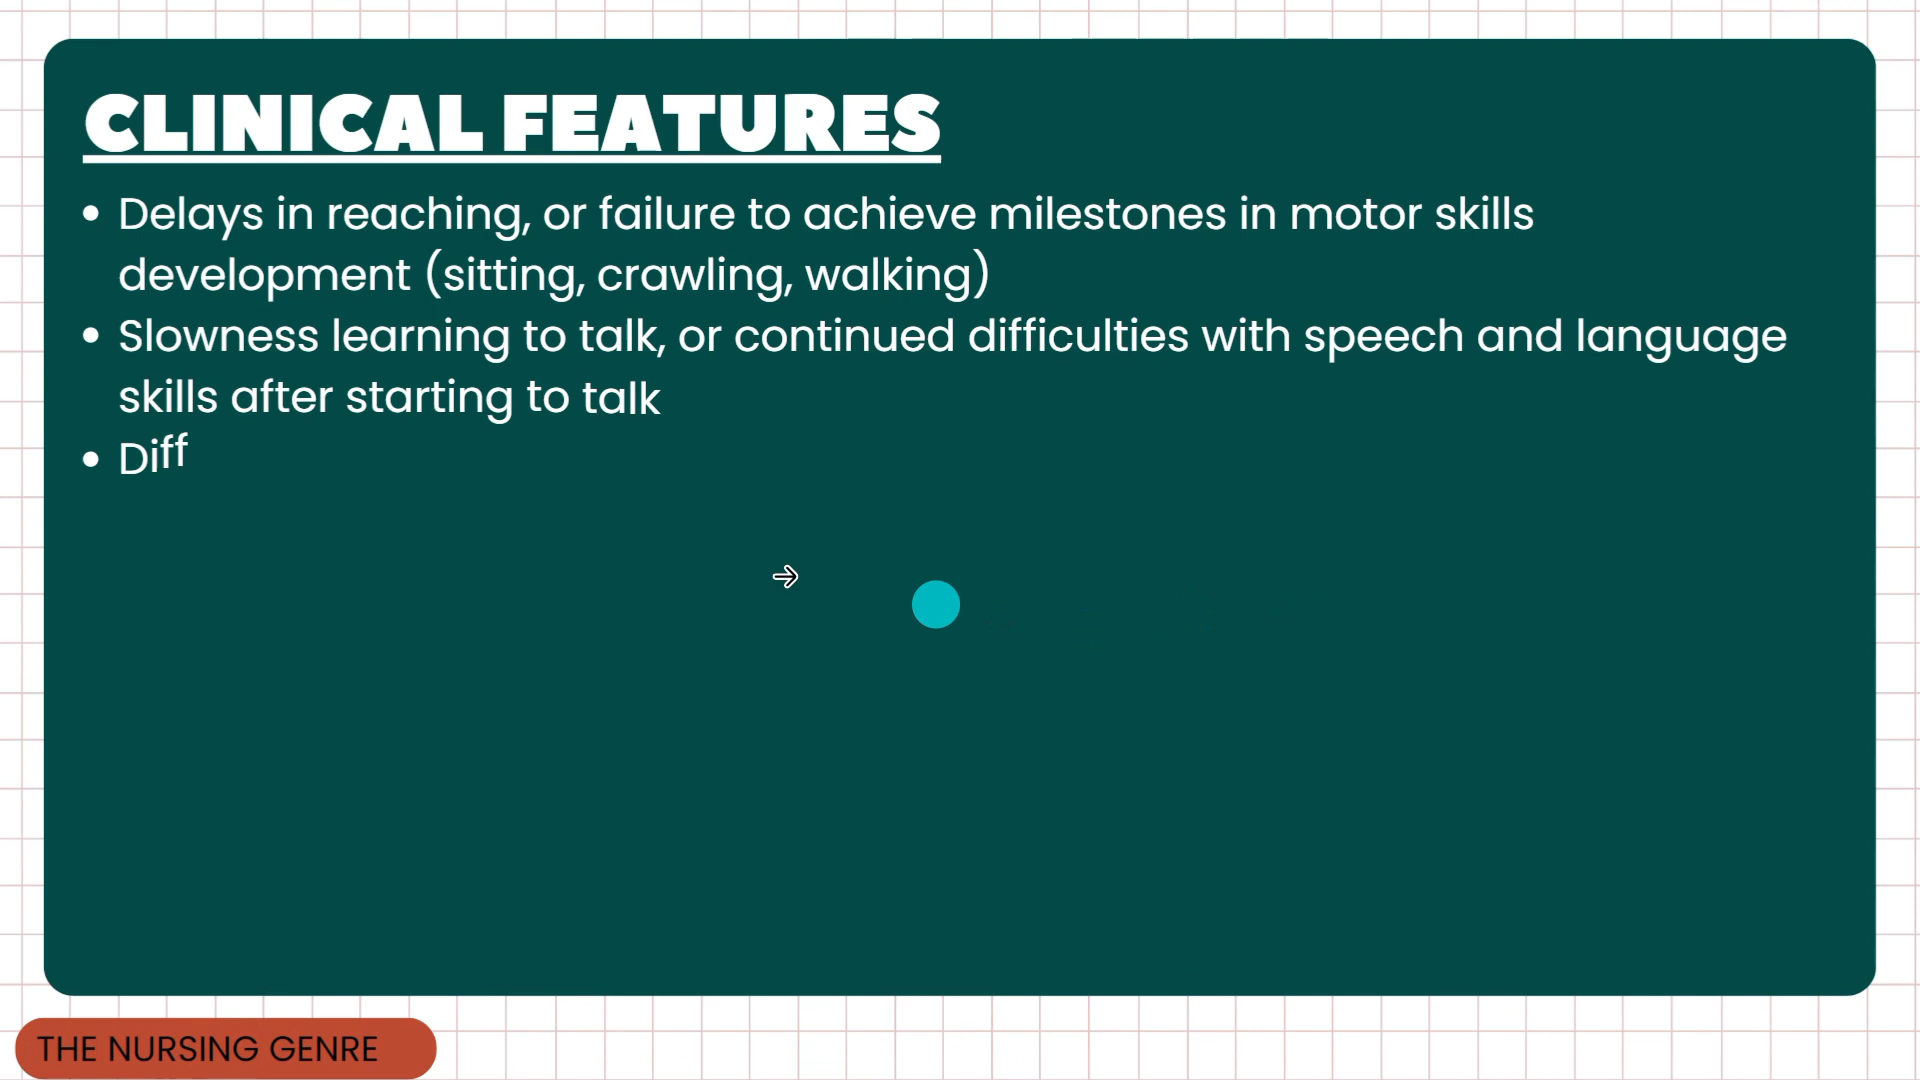 CLINICAL FEATURES
• Delays in reaching, or failure to achieve milestones in motor skills
development (sitting, crawling, walking)
• Slowness learning to talk, or continued difficulties with speech and language
skills after starting to talk
• Diff
THE NURSING GENRE